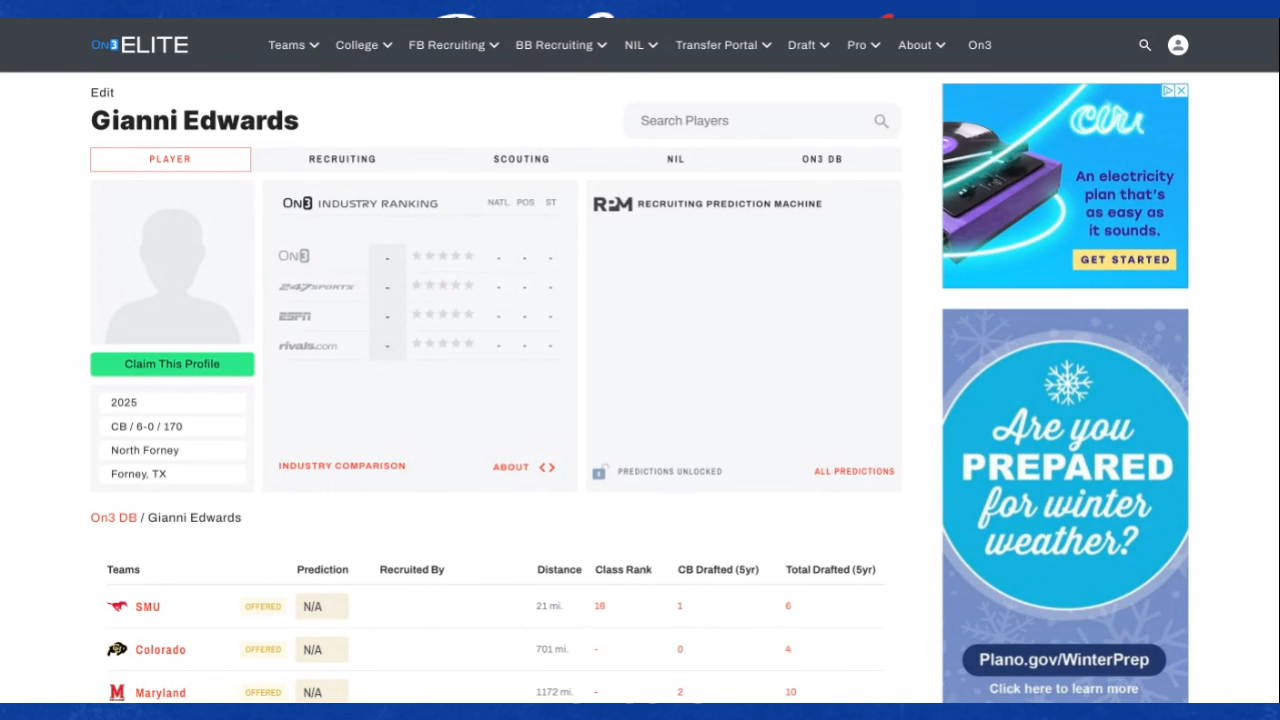 On3 ELITE Teams College FB Recruiting BB Recruiting NIL Transfer Portal Draft Pro About On3
Edit
Gianni Edwards
Search Players
PLAYER RECRUITING SCOUTING NIL ON3 DB
On3 INDUSTRY RANKING NATL POS ST
On3 - - - -
247SPORTS - - - -
ESPN - - - -
rivals.com - - - -
INDUSTRY COMPARISON ABOUT
RPM RECRUITING PREDICTION MACHINE
PREDICTIONS UNLOCKED ALL PREDICTIONS
Claim This Profile
2025
CB / 6-0 / 170
North Forney
Forney, TX
On3 DB / Gianni Edwards
Teams Prediction Recruited By Distance Class Rank CB Drafted (5yr) Total Drafted (5yr)
SMU OFFERED N/A 21 mi. 16 1 6
Colorado OFFERED N/A 701 mi. - 0 4
M Maryland OFFERED N/A 1172 mi. - 2 10
An electricity
plan that's
as easy as
it sounds.
GET STARTED
Are you
PREPARED
for winter
weather?
Plano.gov/WinterPrep
Click here to learn more